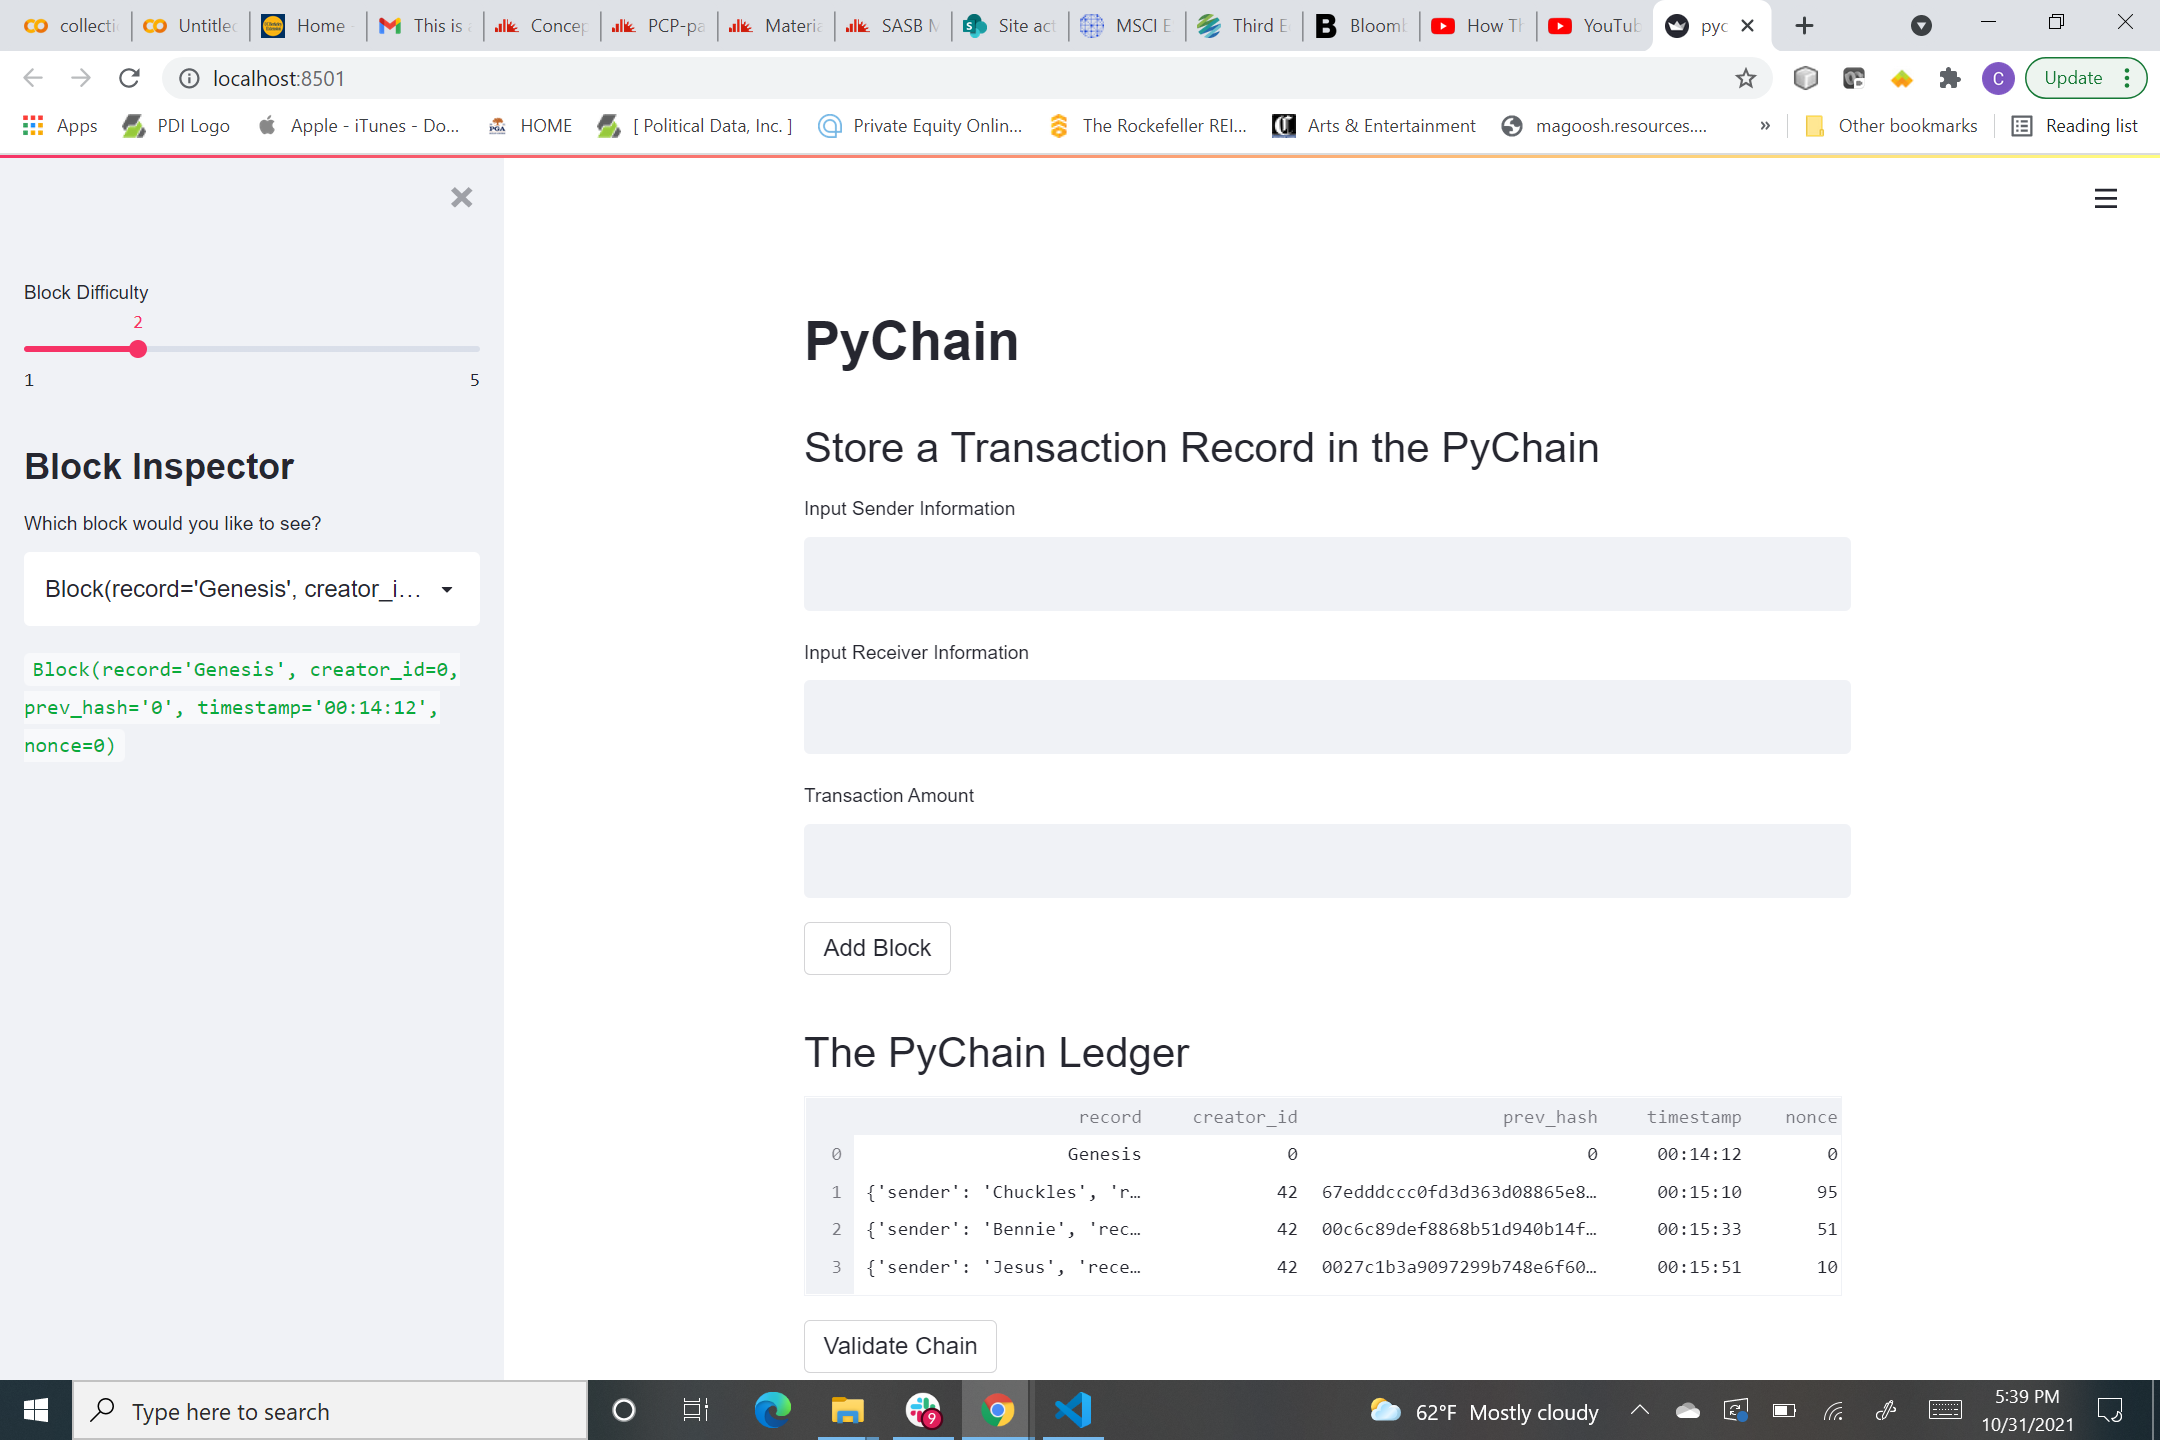 collecti Untitlec Home This is Concep PCP-pa Materia SASB M Site act MSCI E Third E Bloomb How Th YouTub pyc
localhost:8501 C Update
Apps PDI Logo Apple - iTunes - Do... HOME [ Political Data, Inc. ] Private Equity Onlin... The Rockefeller REI... Arts & Entertainment magoosh.resources.... » Other bookmarks Reading list
Block Difficulty
2
1 5
Block Inspector
Which block would you like to see?
Block(record='Genesis', creator_i...
Block(record='Genesis', creator_id=0,
prev_hash='0', timestamp='00:14:12',
nonce=0)
PyChain
Store a Transaction Record in the PyChain
Input Sender Information
Input Receiver Information
Transaction Amount
Add Block
The PyChain Ledger
record creator_id prev_hash timestamp nonce
0 Genesis 0 0 00:14:12 0
1 {'sender': 'Chuckles', 'r... 42 67edddccc0fd3d363d08865e8... 00:15:10 95
2 {'sender': 'Bennie', 'rec... 42 00c6c89def8868b51d940b14f... 00:15:33 51
3 {'sender': 'Jesus', 'rece... 42 0027c1b3a9097299b748e6f60... 00:15:51 10
Validate Chain
Type here to search 9 62°F Mostly cloudy 5:39 PM
10/31/2021